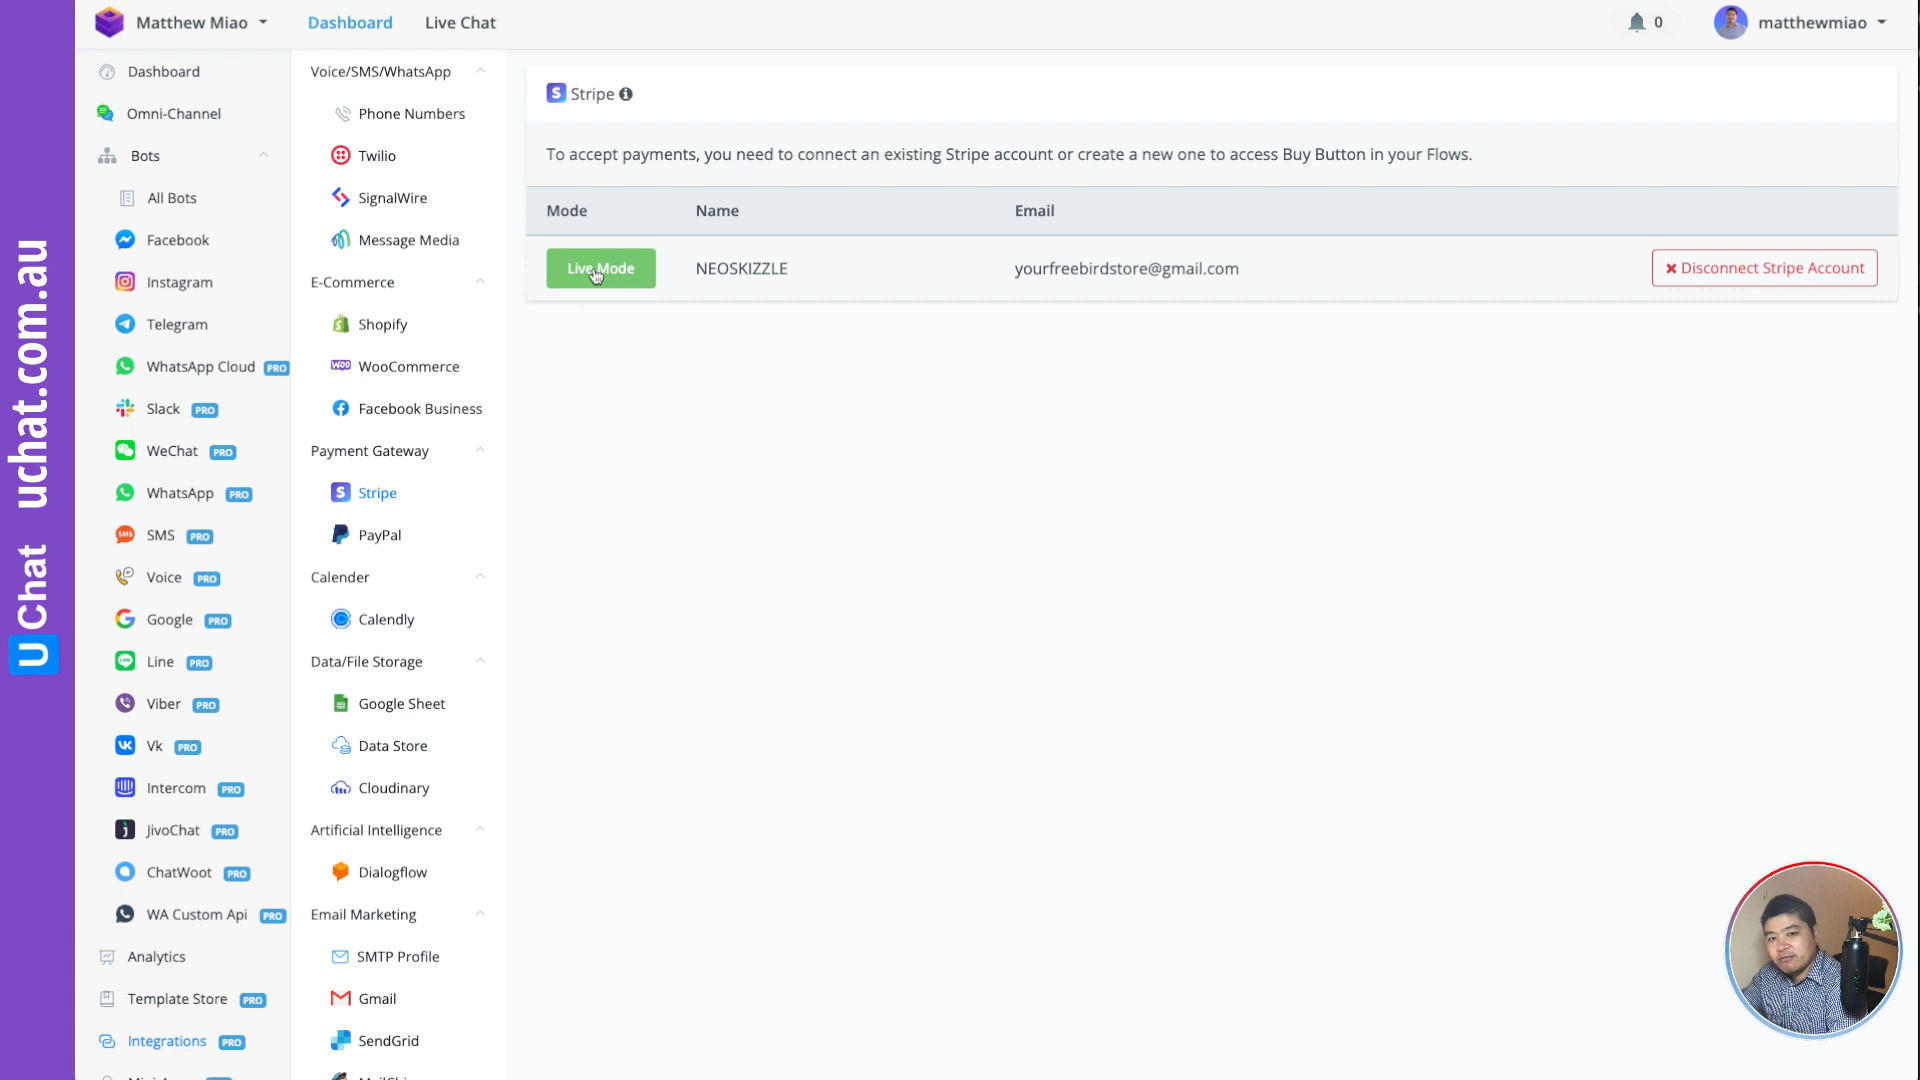 Matthew Miao
Dashboard
Live Chat
0
matthewmiao
UChat uchat.com.au
Dashboard
Omni-Channel
Bots
All Bots
Facebook
Instagram
Telegram
WhatsApp Cloud PRO
Slack PRO
WeChat PRO
WhatsApp PRO
SMS SMS PRO
Voice PRO
Google PRO
Line PRO
Viber PRO
Vk PRO
Intercom PRO
JivoChat PRO
ChatWoot PRO
WA Custom Api PRO
Analytics
Template Store PRO
Integrations PRO
Voice/SMS/WhatsApp
Phone Numbers
Twilio
SignalWire
Message Media
E-Commerce
Shopify
Woo WooCommerce
Facebook Business
Payment Gateway
S Stripe
PayPal
Calender
Calendly
Data/File Storage
Google Sheet
Data Store
Cloudinary
Artificial Intelligence
Dialogflow
Email Marketing
SMTP Profile
Gmail
SendGrid
S Stripe
To accept payments, you need to connect an existing Stripe account or create a new one to access Buy Button in your Flows.
Mode Name Email
Live Mode NEOSKIZZLE yourfreebirdstore@gmail.com Disconnect Stripe Account